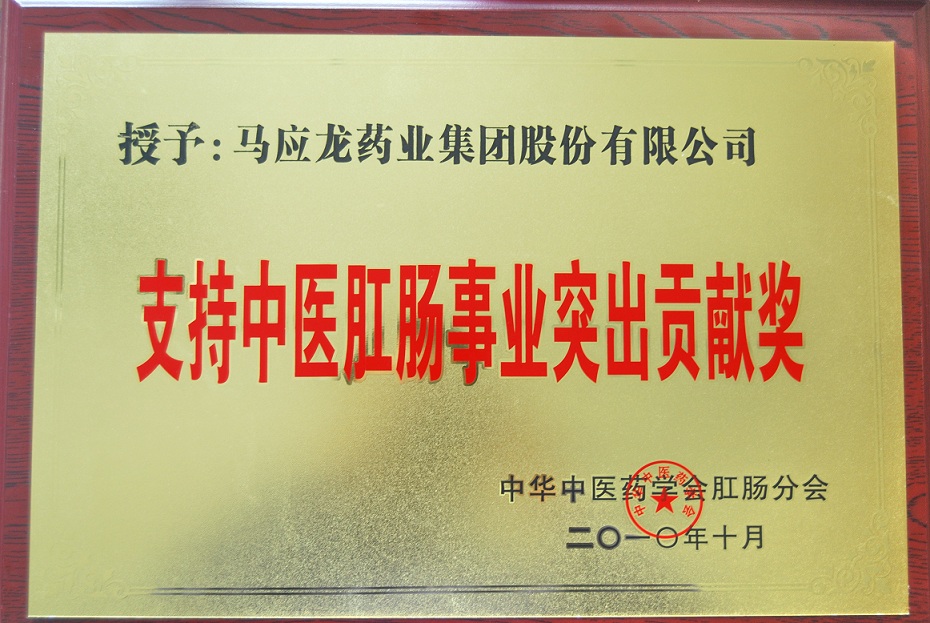 授予：马应龙药业集团股份有限公司
支持中医肛肠事业突出贡献奖
中华中医药学会肛肠分会
二〇一〇年十月